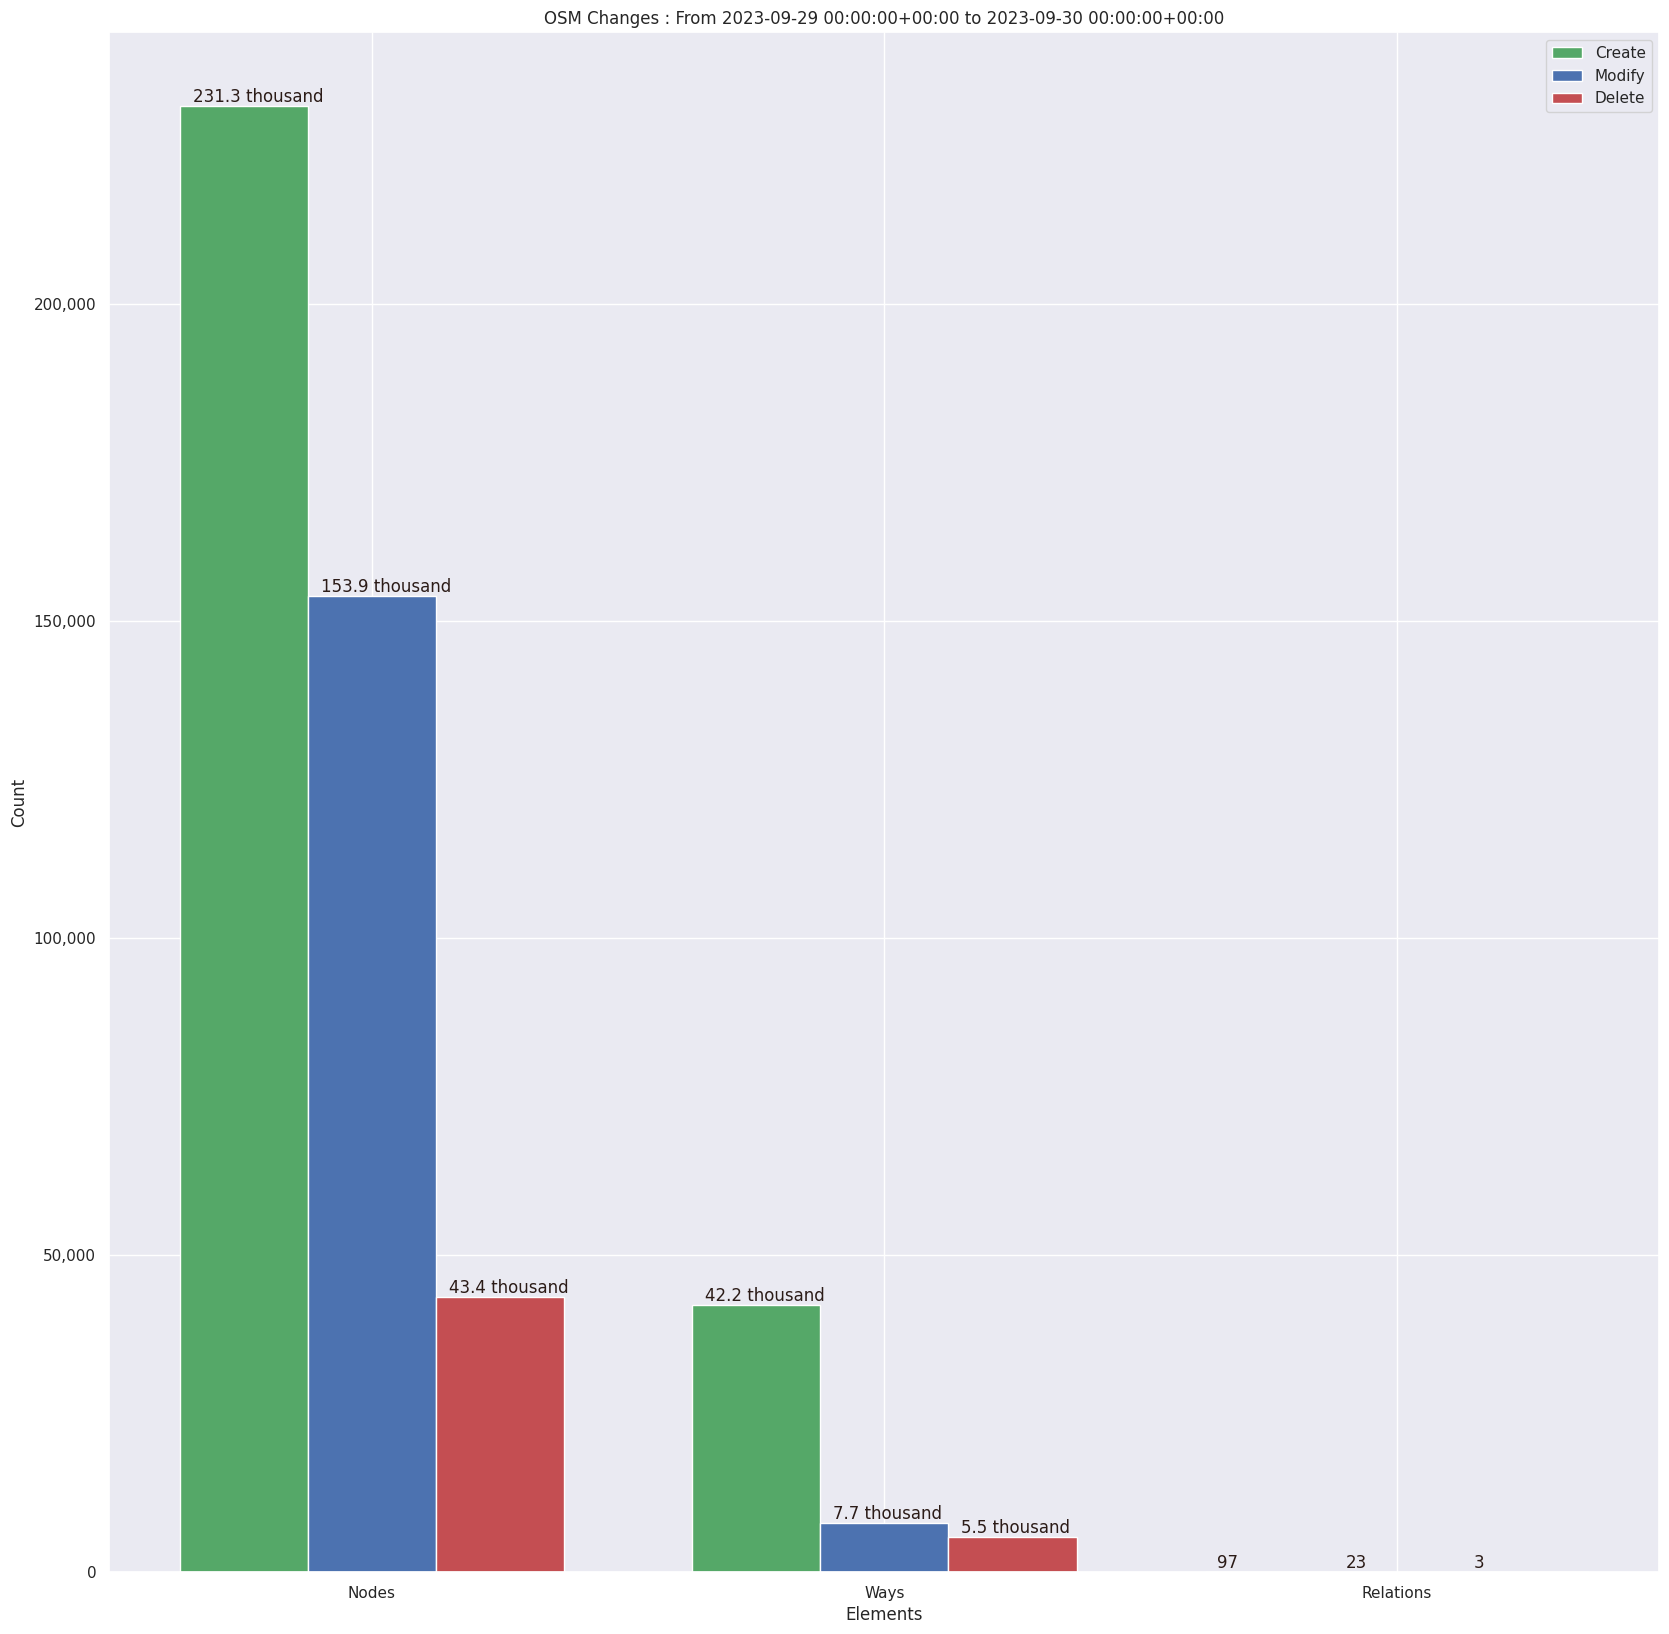 OSM Changes : From 2023-09-29 00:00:00+00:00 to 2023-09-30 00:00:00+00:00
Create
Modify
Delete
231.3 thousand
200,000
153.9 thousand
150,000
Count
100,000
50,000
43.4 thousand
42.2 thousand
7.7 thousand
5.5 thousand
97
23
3
0
Nodes
Ways
Relations
Elements